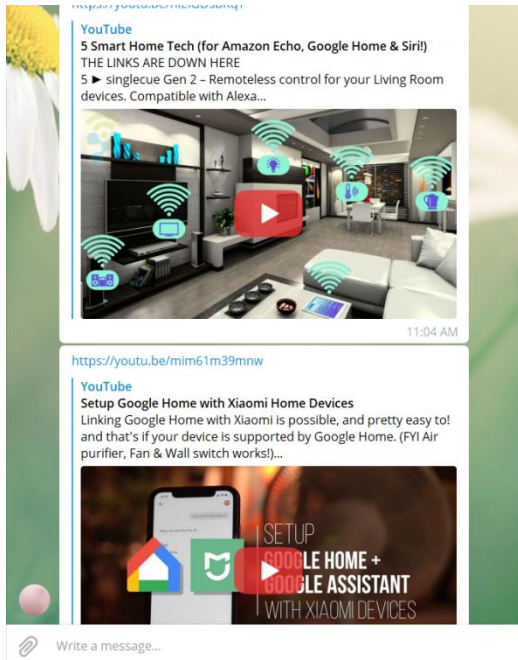 YouTube
5 Smart Home Tech (for Amazon Echo, Google Home & Siri!)
THE LINKS ARE DOWN HERE
5 ► singlecue Gen 2 – Remoteless control for your Living Room
devices. Compatible with Alexa...
11:04 AM
https://youtu.be/mim61m39mnw
YouTube
Setup Google Home with Xiaomi Home Devices
Linking Google Home with Xiaomi is possible, and pretty easy to!
and that's if your device is supported by Google Home. (FYI Air
purifier, Fan & Wall switch works!)...
SETUP
GOOGLE HOME +
GOOGLE ASSISTANT
WITH XIAOMI DEVICES
Write a message...